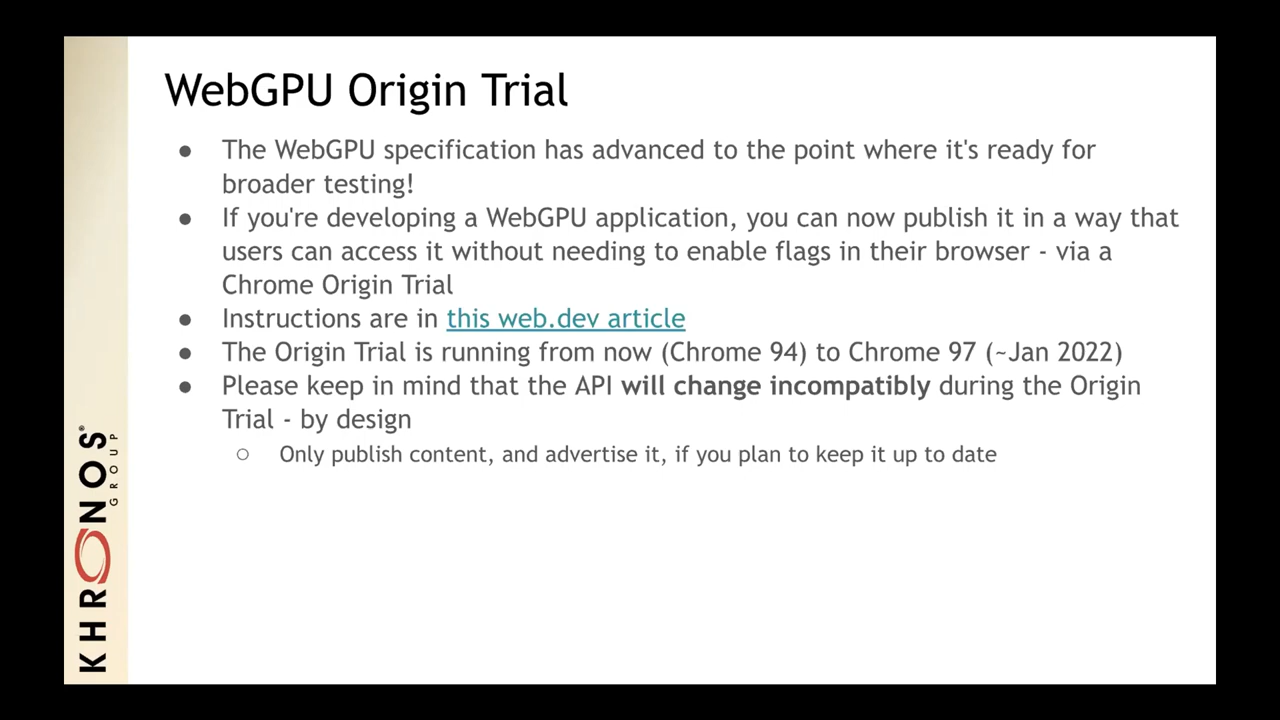 WebGPU Origin Trial
● The WebGPU specification has advanced to the point where it's ready for
broader testing!
● If you're developing a WebGPU application, you can now publish it in a way that
users can access it without needing to enable flags in their browser - via a
Chrome Origin Trial
● Instructions are in this web.dev article
● The Origin Trial is running from now (Chrome 94) to Chrome 97 (~Jan 2022)
● Please keep in mind that the API will change incompatibly during the Origin
Trial - by design
○ Only publish content, and advertise it, if you plan to keep it up to date
KHRONOS®
GROUP